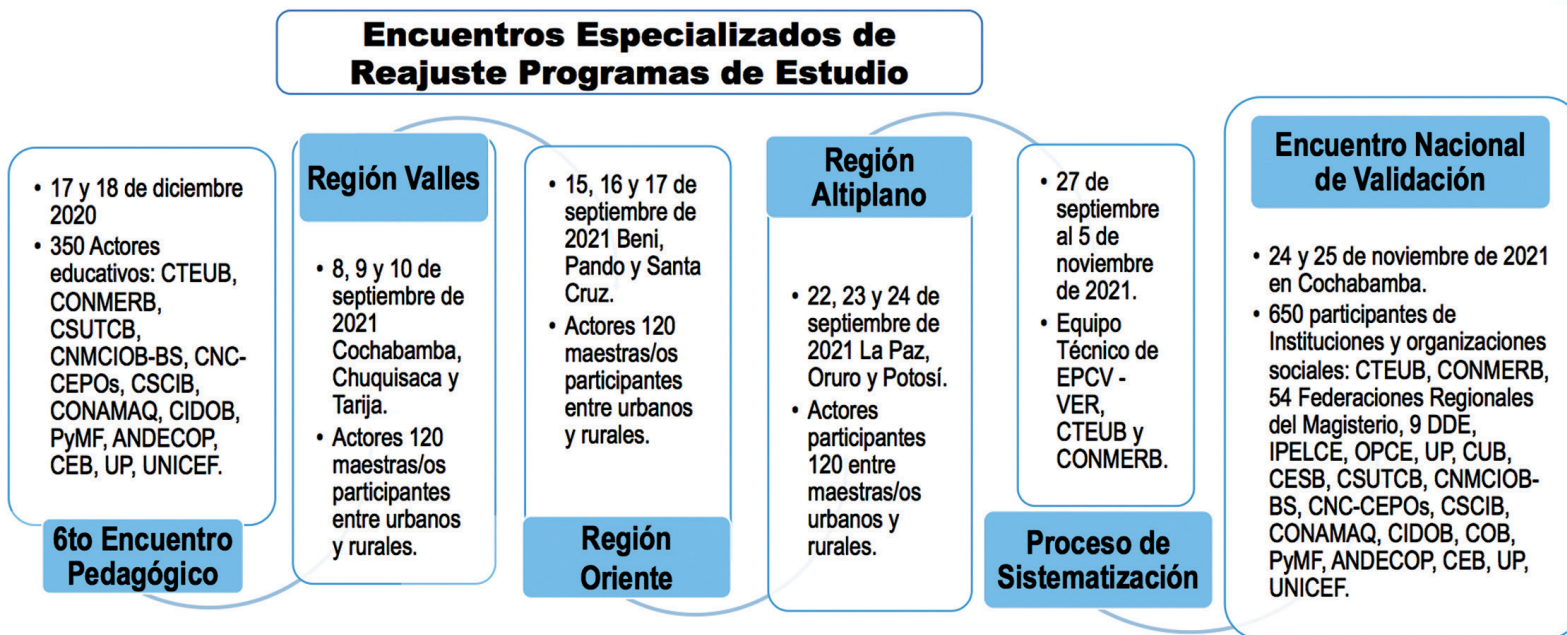 Encuentros Especializados de
Reajuste Programas de Estudio
• 17 y 18 de diciembre
2020
• 350 Actores
educativos: CTEUB,
CONMERB,
CSUTCB,
CNMCIOB-BS, CNC-
CEPOs, CSCIB,
CONAMAQ, CIDOB,
PyMF, ANDECOP,
CEB, UP, UNICEF.
6to Encuentro
Pedagógico
Región Valles
• 8, 9 y 10 de
septiembre de
2021
Cochabamba,
Chuquisaca y
Tarija.
• Actores 120
maestras/os
participantes
entre urbanos
y rurales.
• 15, 16 y 17 de
septiembre de
2021 Beni,
Pando y Santa
Cruz.
• Actores 120
maestras/os
participantes
entre urbanos
y rurales.
Región
Oriente
Región
Altiplano
• 22, 23 y 24 de
septiembre de
2021 La Paz,
Oruro y Potosí.
• Actores
participantes
120 entre
maestras/os
urbanos y
rurales.
• 27 de
septiembre
al 5 de
noviembre
de 2021.
• Equipo
Técnico de
EPCV -
VER,
CTEUB y
CONMERB.
Proceso de
Sistematización
Encuentro Nacional
de Validación
• 24 y 25 de noviembre de 2021
en Cochabamba.
• 650 participantes de
Instituciones y organizaciones
sociales: CTEUB, CONMERB,
54 Federaciones Regionales
del Magisterio, 9 DDE,
IPELCE, OPCE, UP, CUB,
CESB, CSUTCB, CNMCIOB-
BS, CNC-CEPOs, CSCIB,
CONAMAQ, CIDOB, COB,
PyMF, ANDECOP, CEB, UP,
UNICEF.